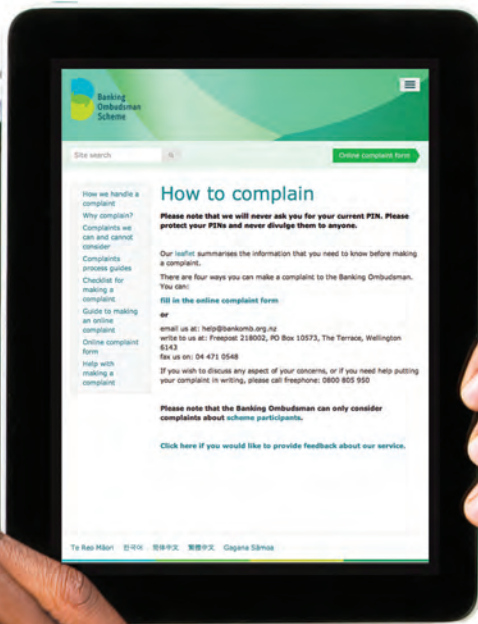 Banking
Ombudsman
Scheme
Site search
Online complaint form
How we handle a
complaint
Why complain?
Complaints we
can and cannot
consider
Complaints
process guides
Checklist for
making a
complaint
Guide to making
an online
complaint
Online complaint
form
Help with
making a
complaint
How to complain
Please note that we will never ask you for your current PIN. Please
protect your PINs and never divulge them to anyone.
Our leaflet summarises the information that you need to know before making
a complaint.
There are four ways you can make a complaint to the Banking Ombudsman.
You can:
fill in the online complaint form
or
email us at: help@bankomb.org.nz
write to us at: Freepost 218002, PO Box 10573, The Terrace, Wellington
6143
fax us on: 04 471 0548
If you wish to discuss any aspect of your concerns, or if you need help putting
your complaint in writing, please call freephone: 0800 805 950
Please note that the Banking Ombudsman can only consider
complaints about scheme participants.
Click here if you would like to provide feedback about our service.
Te Reo Māori 한국어 简体中文 繁體中文 Gagana Sāmoa